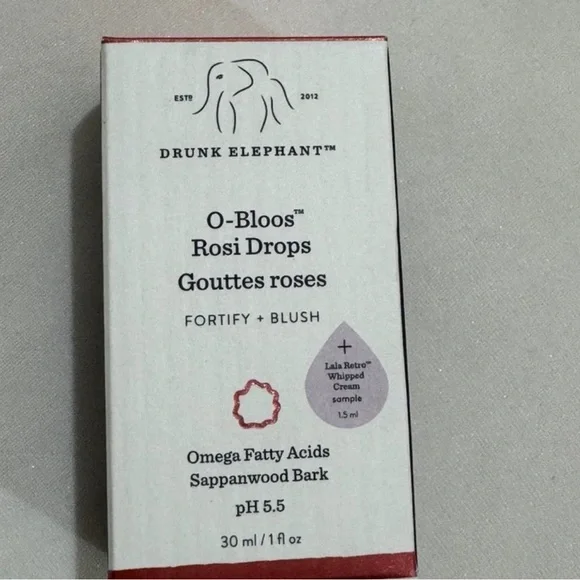 ESTD 2012
DRUNK ELEPHANT™
O-Bloos™
Rosi Drops
Gouttes roses
FORTIFY + BLUSH
+
Lala Retro™
Whipped
Cream
sample
1.5 ml
Omega Fatty Acids
Sappanwood Bark
pH 5.5
30 ml / 1 fl oz